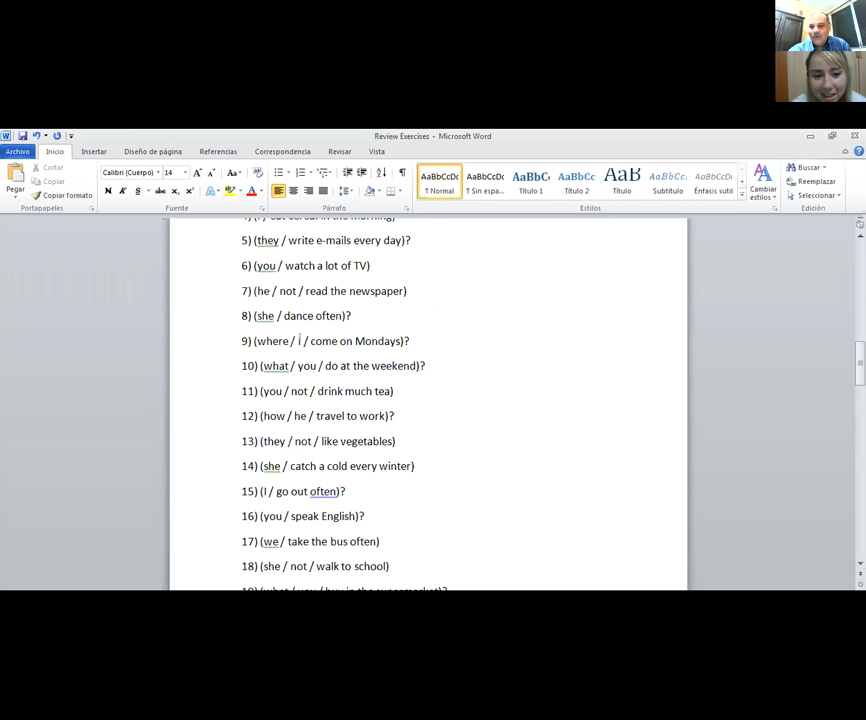 Review Exercises - Microsoft Word
Archivo Inicio Insertar Diseño de página Referencias Correspondencia Revisar Vista
Cortar
Copiar
Copiar formato
Pegar
Portapapeles
Calibri (Cuerpo) 14
Fuente
Párrafo
AaBbCcDc AaBbCcDc AaBbC AaBbCc AaB AaBbCc AaBbCcDc
¶ Normal ¶ Sin espa... Título 1 Título 2 Título Subtítulo Énfasis sutil
Estilos
Cambiar estilos
Buscar
Reemplazar
Seleccionar
Edición
5) (they / write e-mails every day)?
6) (you / watch a lot of TV)
7) (he / not / read the newspaper)
8) (she / dance often)?
9) (where / I / come on Mondays)?
10) (what / you / do at the weekend)?
11) (you / not / drink much tea)
12) (how / he / travel to work)?
13) (they / not / like vegetables)
14) (she / catch a cold every winter)
15) (I / go out often)?
16) (you / speak English)?
17) (we / take the bus often)
18) (she / not / walk to school)